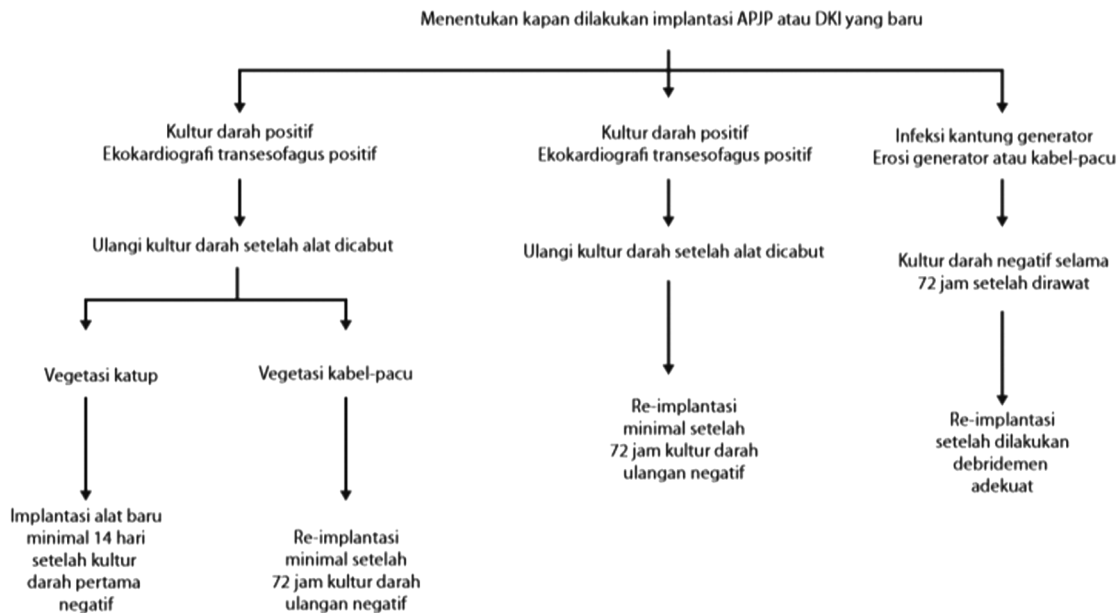 Menentukan kapan dilakukan implantasi APJP atau DKI yang baru
Kultur darah positif
Ekokardiografi transesofagus positif
Ulangi kultur darah setelah alat dicabut
Vegetasi katup
Implantasi alat baru
minimal 14 hari
setelah kultur
darah pertama
negatif
Vegetasi kabel-pacu
Re-implantasi
minimal setelah
72 jam kultur darah
ulangan negatif
Kultur darah positif
Ekokardiografi transesofagus positif
Ulangi kultur darah setelah alat dicabut
Re-implantasi
minimal setelah
72 jam kultur darah
ulangan negatif
Infeksi kantung generator
Erosi generator atau kabel-pacu
Kultur darah negatif selama
72 jam setelah dirawat
Re-implantasi
setelah dilakukan
debridemen
adekuat